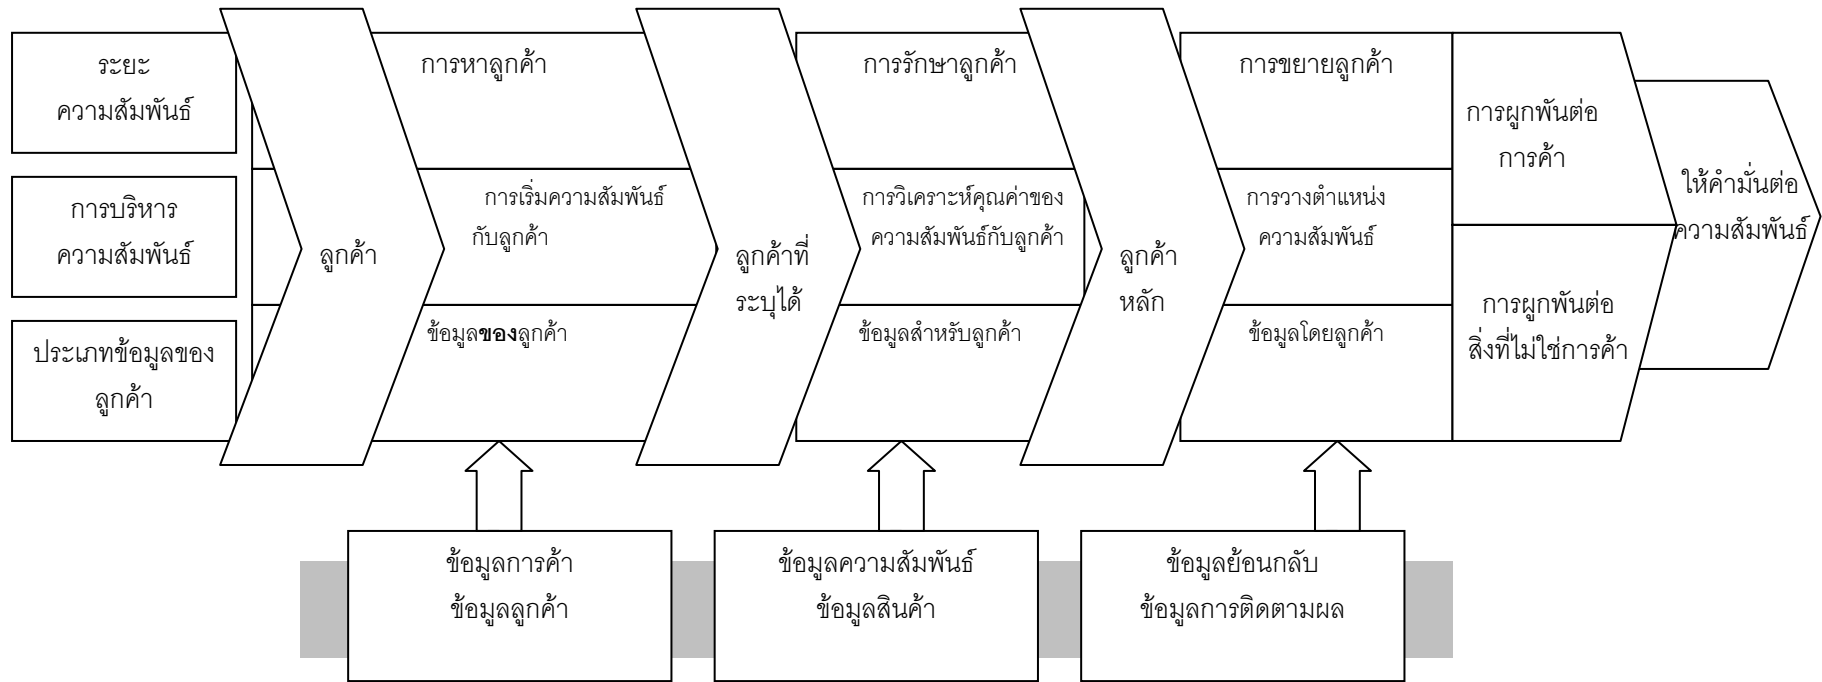 ระยะ
ความสัมพันธ์
การบริหาร
ความสัมพันธ์
ประเภทข้อมูลของ
ลูกค้า
ลูกค้า
การหาลูกค้า
การเริ่มความสัมพันธ์
กับลูกค้า
ข้อมูลของลูกค้า
ลูกค้าที่
ระบุได้
การรักษาลูกค้า
การวิเคราะห์คุณค่าของ
ความสัมพันธ์กับลูกค้า
ข้อมูลสำหรับลูกค้า
ลูกค้า
หลัก
การขยายลูกค้า
การวางตำแหน่ง
ความสัมพันธ์
ข้อมูลโดยลูกค้า
การผูกพันต่อ
การค้า
การผูกพันต่อ
สิ่งที่ไม่ใช่การค้า
ให้คำมั่นต่อ
ความสัมพันธ์
ข้อมูลการค้า
ข้อมูลลูกค้า
ข้อมูลความสัมพันธ์
ข้อมูลสินค้า
ข้อมูลย้อนกลับ
ข้อมูลการติดตามผล